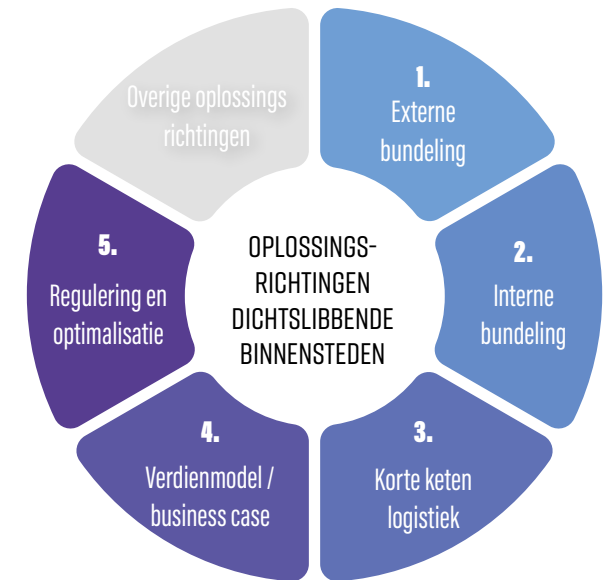 OPLOSSINGS-
RICHTINGEN
DICHTSLIBBENDE
BINNENSTEDEN
1.
Externe
bundeling
2.
Interne
bundeling
3.
Korte keten
logistiek
4.
Verdienmodel /
business case
5.
Regulering en
optimalisatie
Overige oplossings
richtingen